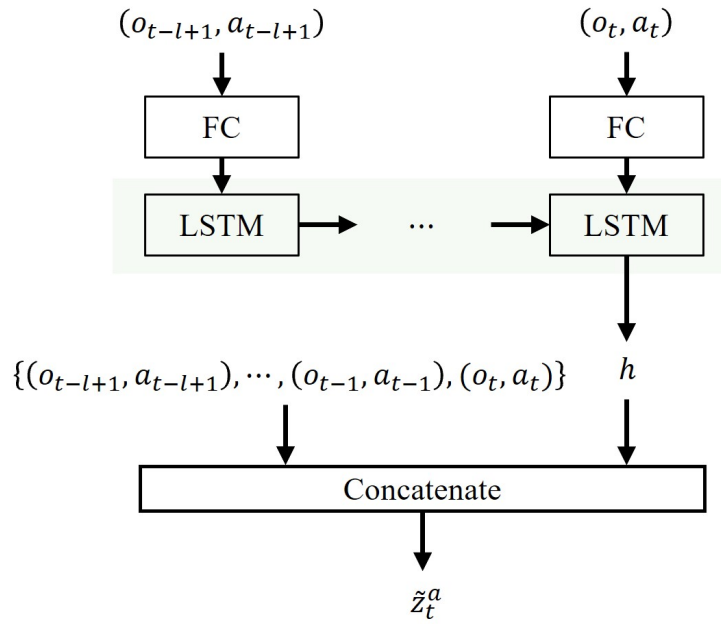 (o_{t-l+1}, a_{t-l+1}) (o_t, a_t)
FC FC
LSTM ... LSTM
{(o_{t-l+1}, a_{t-l+1}), ⋯, (o_{t-1}, a_{t-1}), (o_t, a_t)} h
Concatenate
z̃_t^a